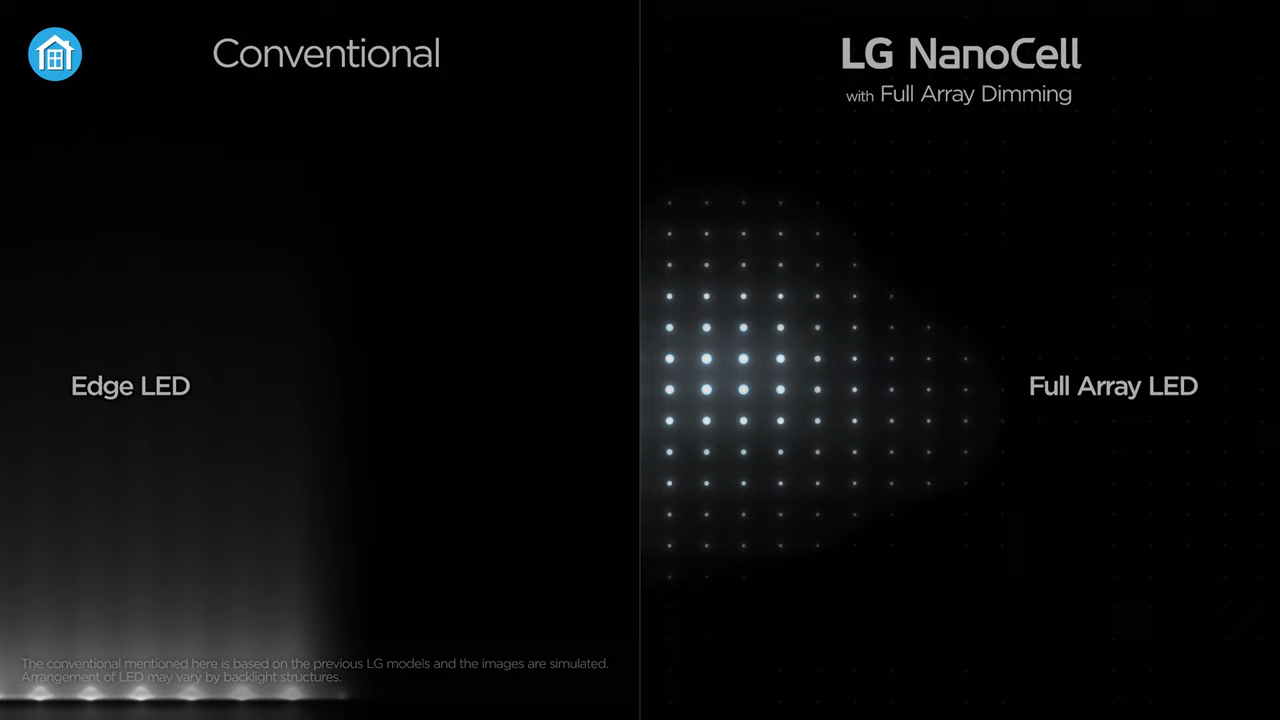 Conventional
LG NanoCell
with Full Array Dimming
Edge LED
Full Array LED
The conventional mentioned here is based on the previous LG models and the images are simulated.
Arrangement of LED may vary by backlight structures.